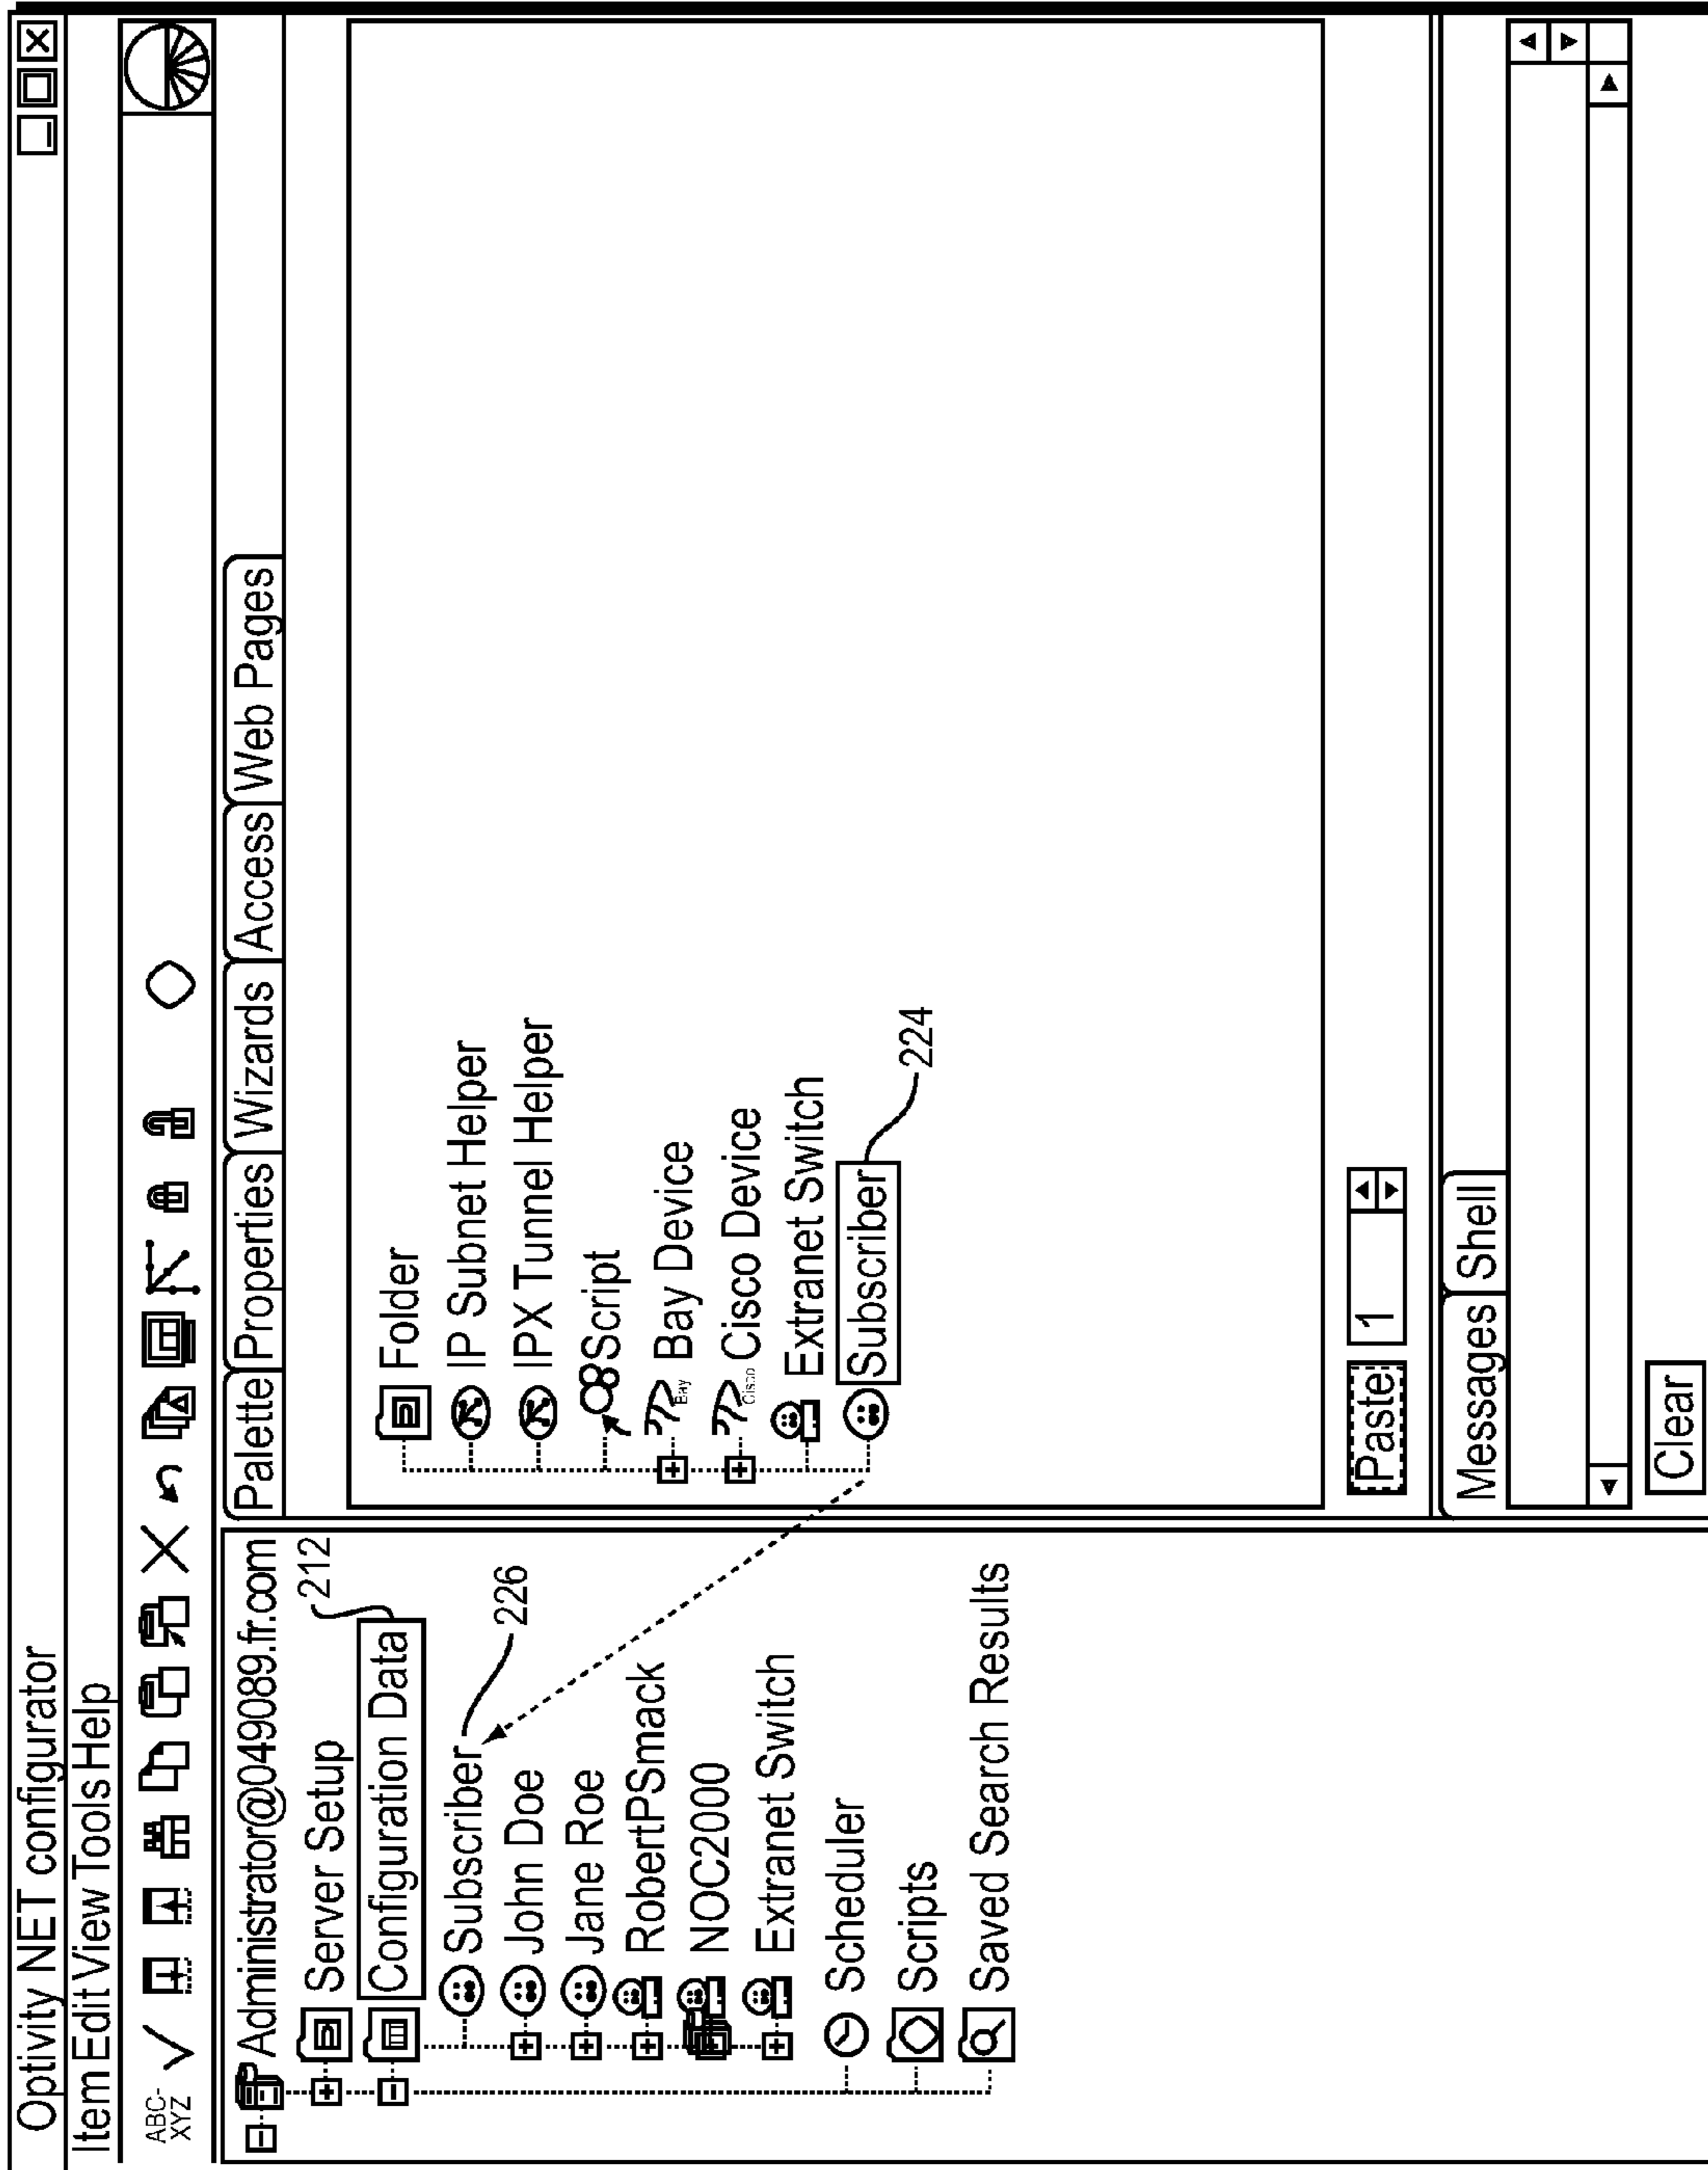 Optivity NET configurator
Item Edit View Tools Help
ABC-
XYZ
Administrator@049089.fr.com
Server Setup
212
Configuration Data
Subscriber
226
John Doe
Jane Roe
RobertPSmack
NOC2000
Extranet Switch
Scheduler
Scripts
Saved Search Results
Palette Properties Wizards Access Web Pages
Folder
IP Subnet Helper
IPX Tunnel Helper
Script
Bay Bay Device
Cisco Cisco Device
Extranet Switch
Subscriber
224
Paste 1
Messages Shell
Clear